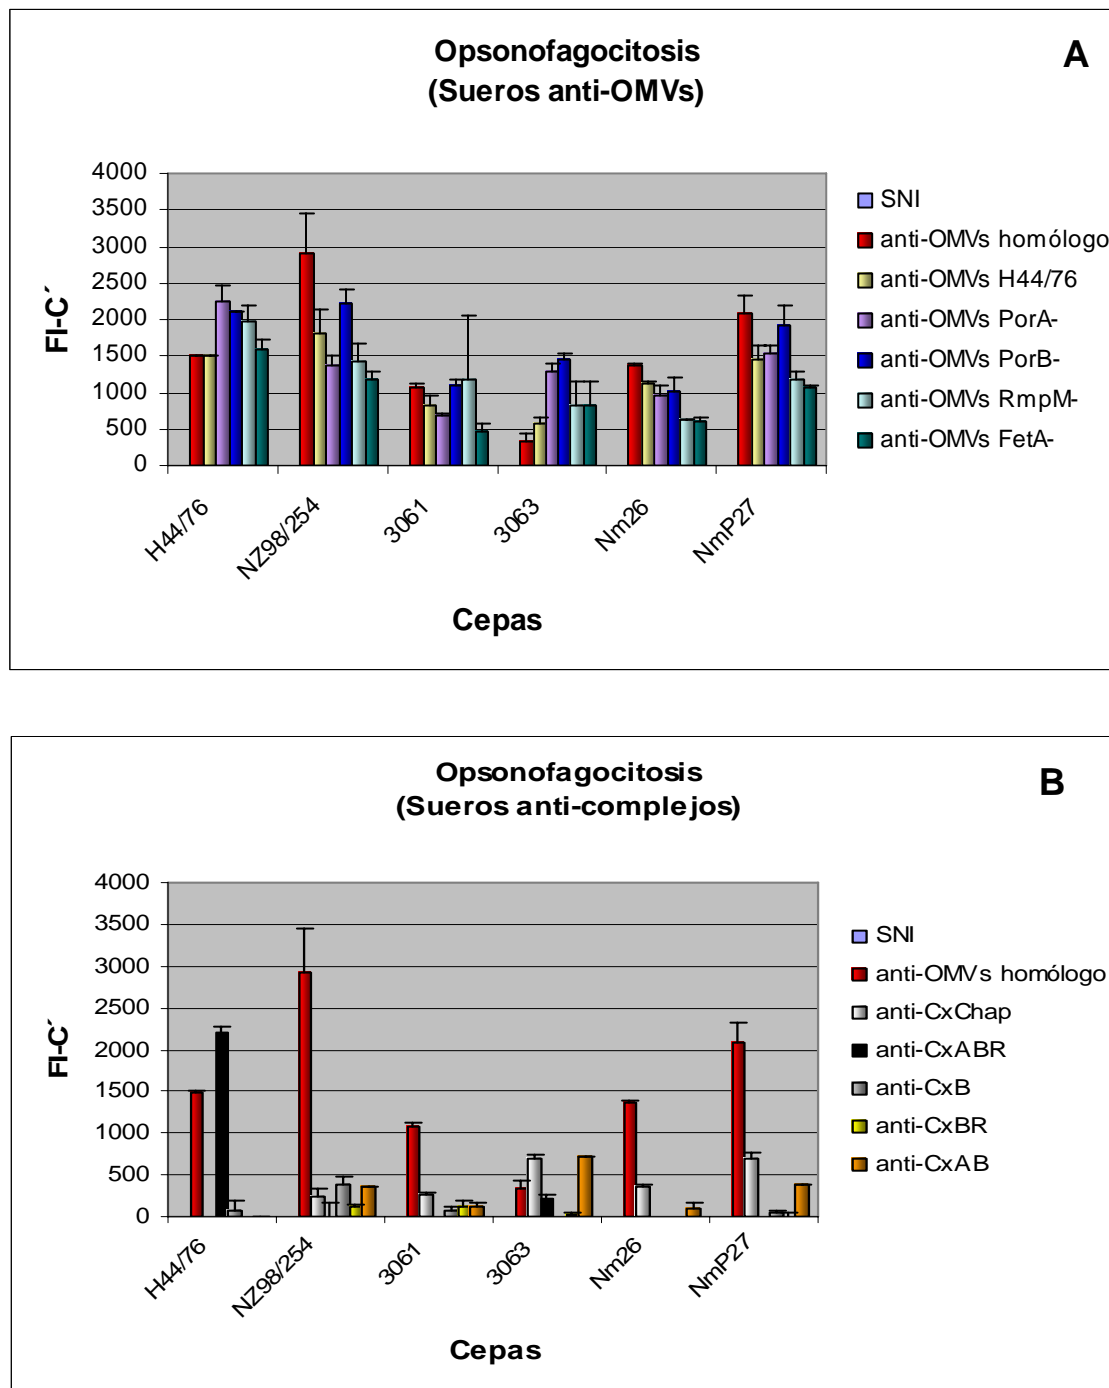 Opsonofagocitosis
(Sueros anti-OMVs)
A
4000
3500
3000
2500
2000
1500
1000
500
0
FI-C´
H44/76
NZ98/254
3061
3063
Nm26
NmP27
Cepas
SNI
anti-OMVs homólogo
anti-OMVs H44/76
anti-OMVs PorA-
anti-OMVs PorB-
anti-OMVs RmpM-
anti-OMVs FetA-
Opsonofagocitosis
(Sueros anti-complejos)
B
4000
3500
3000
2500
2000
1500
1000
500
0
FI-C´
H44/76
NZ98/254
3061
3063
Nm26
NmP27
Cepas
SNI
anti-OMVs homólogo
anti-CxChap
anti-CxABR
anti-CxB
anti-CxBR
anti-CxAB